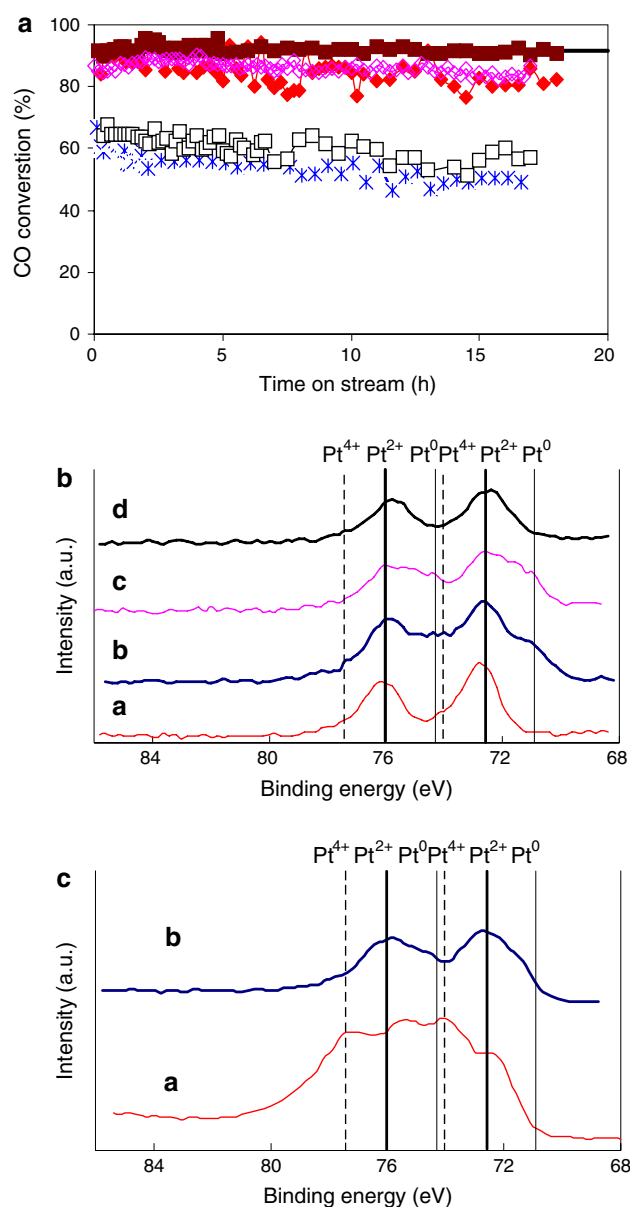 a
100
80
60
40
20
0
CO converstion (%)
0 5 10 15 20
Time on stream (h)
b
Pt4+ Pt2+ Pt0 Pt4+ Pt2+ Pt0
d
c
b
a
Intensity (a.u.)
84 80 76 72 68
Binding energy (eV)
c
Pt4+ Pt2+ Pt0 Pt4+ Pt2+ Pt0
b
a
Intensity (a.u.)
84 80 76 72 68
Binding energy (eV)